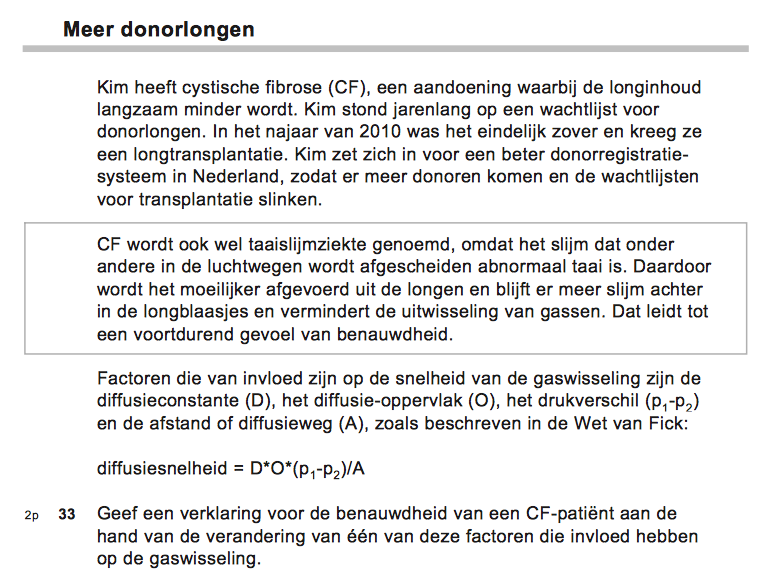 Meer donorlongen
Kim heeft cystische fibrose (CF), een aandoening waarbij de longinhoud
langzaam minder wordt. Kim stond jarenlang op een wachtlijst voor
donorlongen. In het najaar van 2010 was het eindelijk zover en kreeg ze
een longtransplantatie. Kim zet zich in voor een beter donorregistratie-
systeem in Nederland, zodat er meer donoren komen en de wachtlijsten
voor transplantatie slinken.
CF wordt ook wel taaislijmziekte genoemd, omdat het slijm dat onder
andere in de luchtwegen wordt afgescheiden abnormaal taai is. Daardoor
wordt het moeilijker afgevoerd uit de longen en blijft er meer slijm achter
in de longblaasjes en vermindert de uitwisseling van gassen. Dat leidt tot
een voortdurend gevoel van benauwdheid.
Factoren die van invloed zijn op de snelheid van de gaswisseling zijn de
diffusieconstante (D), het diffusie-oppervlak (O), het drukverschil (p₁-p₂)
en de afstand of diffusieweg (A), zoals beschreven in de Wet van Fick:
diffusiesnelheid = D*O*(p₁-p₂)/A
2p 33 Geef een verklaring voor de benauwdheid van een CF-patiënt aan de
hand van de verandering van één van deze factoren die invloed hebben
op de gaswisseling.